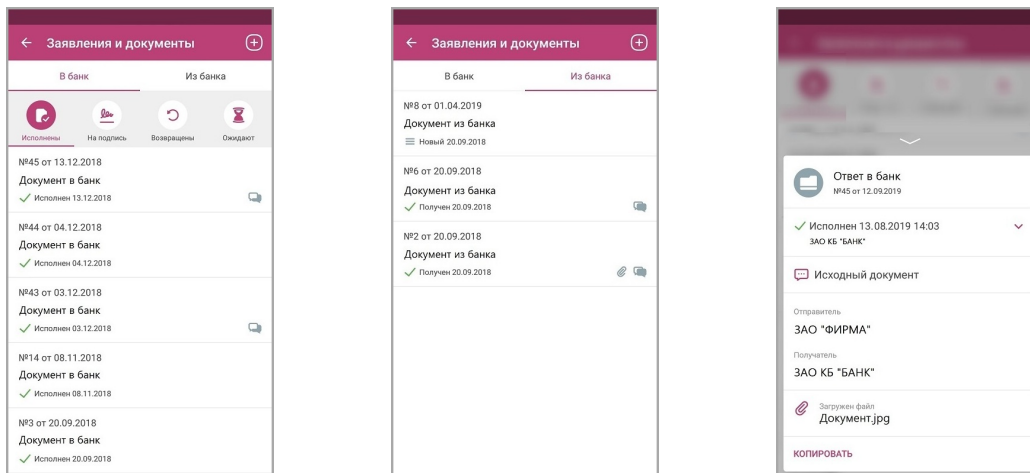 Заявления и документы
В банк Из банка
Исполнены На подпись Возвращены Ожидают
№45 от 13.12.2018
Документ в банк
Исполнен 13.12.2018
№44 от 04.12.2018
Документ в банк
Исполнен 04.12.2018
№43 от 03.12.2018
Документ в банк
Исполнен 03.12.2018
№14 от 08.11.2018
Документ в банк
Исполнен 08.11.2018
№3 от 20.09.2018
Документ в банк
Исполнен 20.09.2018
Заявления и документы
В банк Из банка
№8 от 01.04.2019
Документ из банка
Новый 20.09.2018
№6 от 20.09.2018
Документ из банка
Получен 20.09.2018
№2 от 20.09.2018
Документ из банка
Получен 20.09.2018
Ответ в банк
№45 от 12.09.2019
Исполнен 13.08.2019 14:03
ЗАО КБ "БАНК"
Исходный документ
Отправитель
ЗАО "ФИРМА"
Получатель
ЗАО КБ "БАНК"
Загружен файл
Документ.jpg
КОПИРОВАТЬ